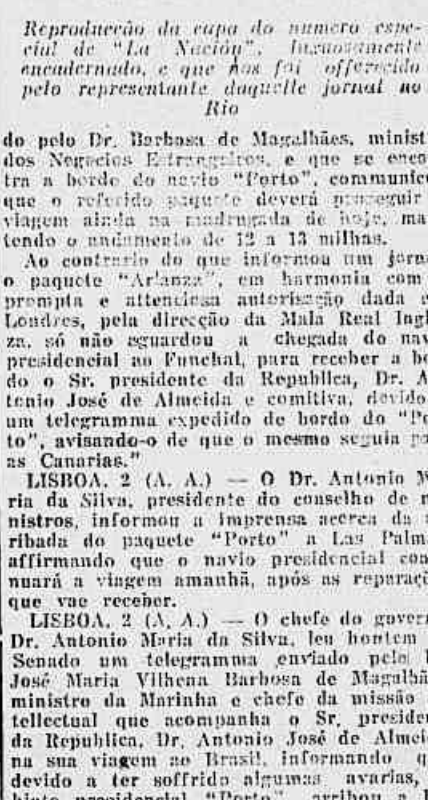 Reproducção da capa do numero espe-
cial de "La Nación", luxuosamente
encadernado, e que nos foi offerecido
pelo representante daquelle jornal no
Rio
do pelo Dr. Barbosa de Magalhães, minist
dos Negocios Estrangeiros, e que se enco
tra a bordo do navio "Porto", communic
que o referido paquete deverá proseguir
viagem ainda na madrugada de hoje, ma
tendo o andamento de 12 a 13 milhas.
Ao contrario do que informou um jorn
o paquete "Arlanza", em harmonia com
prompta e attenciosa autorisação dada
Londres, pela direcção da Mala Real Ingl
za, só não aguardou a chegada do nav
presidencial ao Funchal, para receber a bo
do o Sr. presidente da Republica, Dr. A
tonio José de Almeida e comitiva, devido
um telegramma expedido de bordo do "Po
to", avisando-o de que o mesmo seguia pa
as Canarias."
LISBOA, 2 (A. A.) — O Dr. Antonio M
ria da Silva, presidente do conselho de m
nistros, informou a imprensa acerca da
ribada do paquete "Porto" a Las Palm
affirmando que o navio presidencial con
nuará a viagem amanhã, após as reparaçõ
que vae receber.
LISBOA, 2 (A. A.) — O chefe do govern
Dr. Antonio Maria da Silva, leu hontem
Senado um telegramma enviado pelo
José Maria Vilhena Barbosa de Magalhã
ministro da Marinha e chefe da missão
tellectual que acompanha o Sr. presiden
da Republica, Dr. Antonio José de Almei
na sua viagem ao Brasil, informando q
devido a ter soffrido algumas avarias,
presidencial "Porto" arribou a